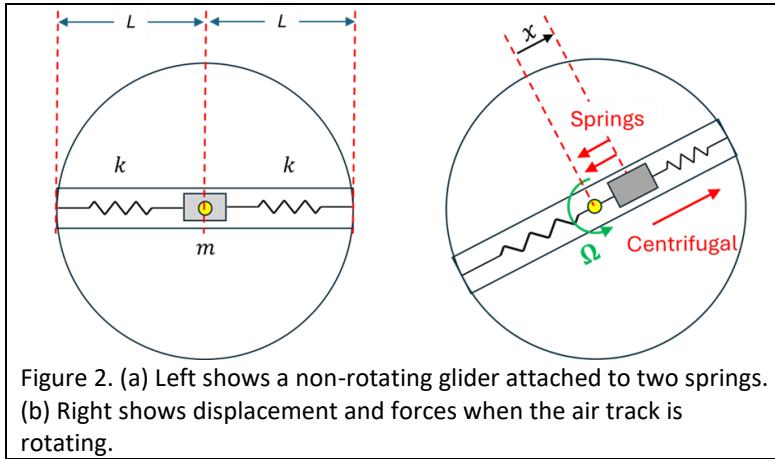 L
L
x
Springs
k
k
Centrifugal
Ω
m
Figure 2. (a) Left shows a non-rotating glider attached to two springs.
(b) Right shows displacement and forces when the air track is
rotating.